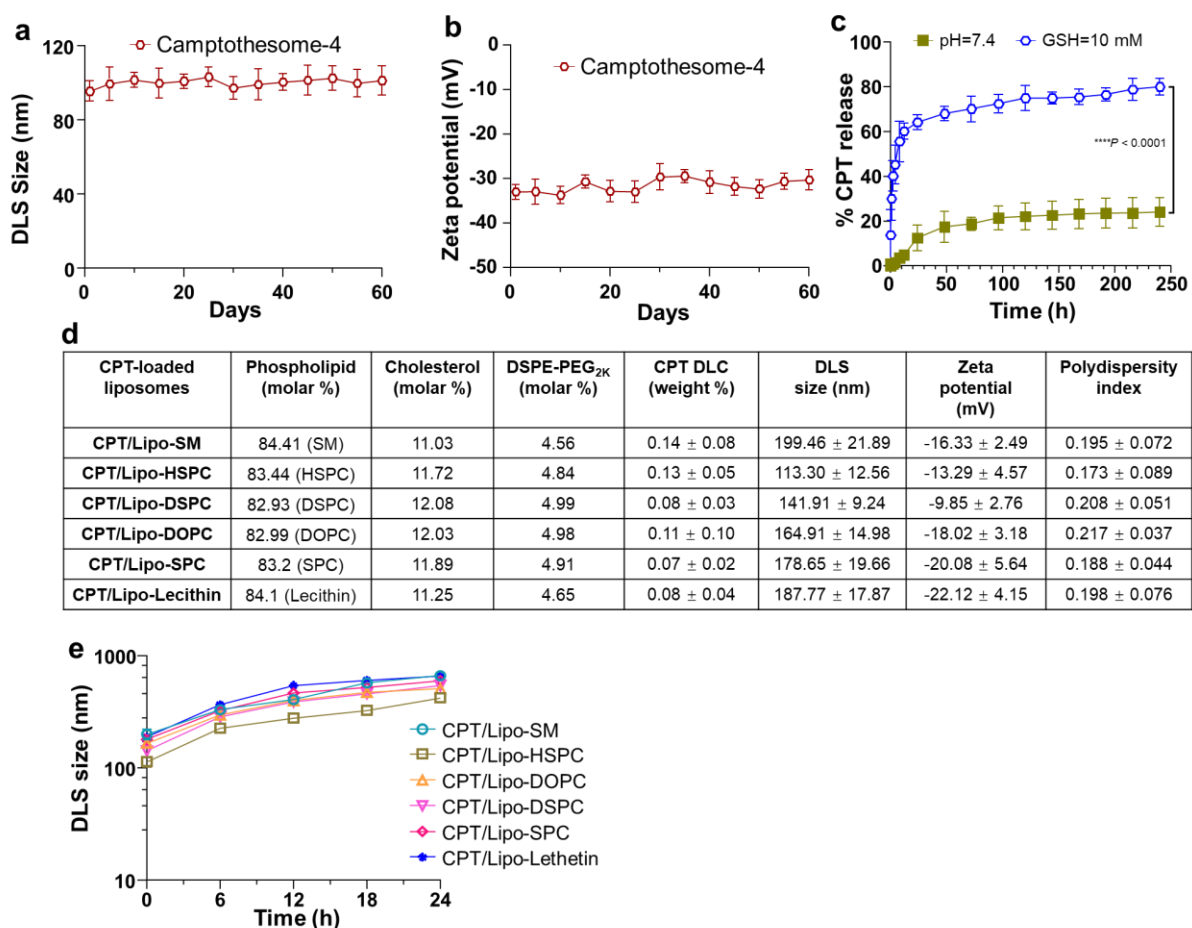 a
Camptothesome-4
120
80
40
0
DLS Size (nm)
0
20
40
60
Days
b
Camptothesome-4
0
-10
-20
-30
-40
-50
Zeta potential (mV)
0
20
40
60
Days
c
pH=7.4
GSH=10 mM
100
80
60
40
20
0
% CPT release
****P < 0.0001
0
50
100
150
200
250
Time (h)
d
CPT-loaded liposomes Phospholipid (molar %) Cholesterol (molar %) DSPE-PEG2K (molar %) CPT DLC (weight %) DLS size (nm) Zeta potential (mV) Polydispersity index
CPT/Lipo-SM 84.41 (SM) 11.03 4.56 0.14 ± 0.08 199.46 ± 21.89 -16.33 ± 2.49 0.195 ± 0.072
CPT/Lipo-HSPC 83.44 (HSPC) 11.72 4.84 0.13 ± 0.05 113.30 ± 12.56 -13.29 ± 4.57 0.173 ± 0.089
CPT/Lipo-DSPC 82.93 (DSPC) 12.08 4.99 0.08 ± 0.03 141.91 ± 9.24 -9.85 ± 2.76 0.208 ± 0.051
CPT/Lipo-DOPC 82.99 (DOPC) 12.03 4.98 0.11 ± 0.10 164.91 ± 14.98 -18.02 ± 3.18 0.217 ± 0.037
CPT/Lipo-SPC 83.2 (SPC) 11.89 4.91 0.07 ± 0.02 178.65 ± 19.66 -20.08 ± 5.64 0.188 ± 0.044
CPT/Lipo-Lecithin 84.1 (Lecithin) 11.25 4.65 0.08 ± 0.04 187.77 ± 17.87 -22.12 ± 4.15 0.198 ± 0.076
e
1000
100
10
DLS size (nm)
CPT/Lipo-SM
CPT/Lipo-HSPC
CPT/Lipo-DOPC
CPT/Lipo-DSPC
CPT/Lipo-SPC
CPT/Lipo-Lethetin
0
6
12
18
24
Time (h)